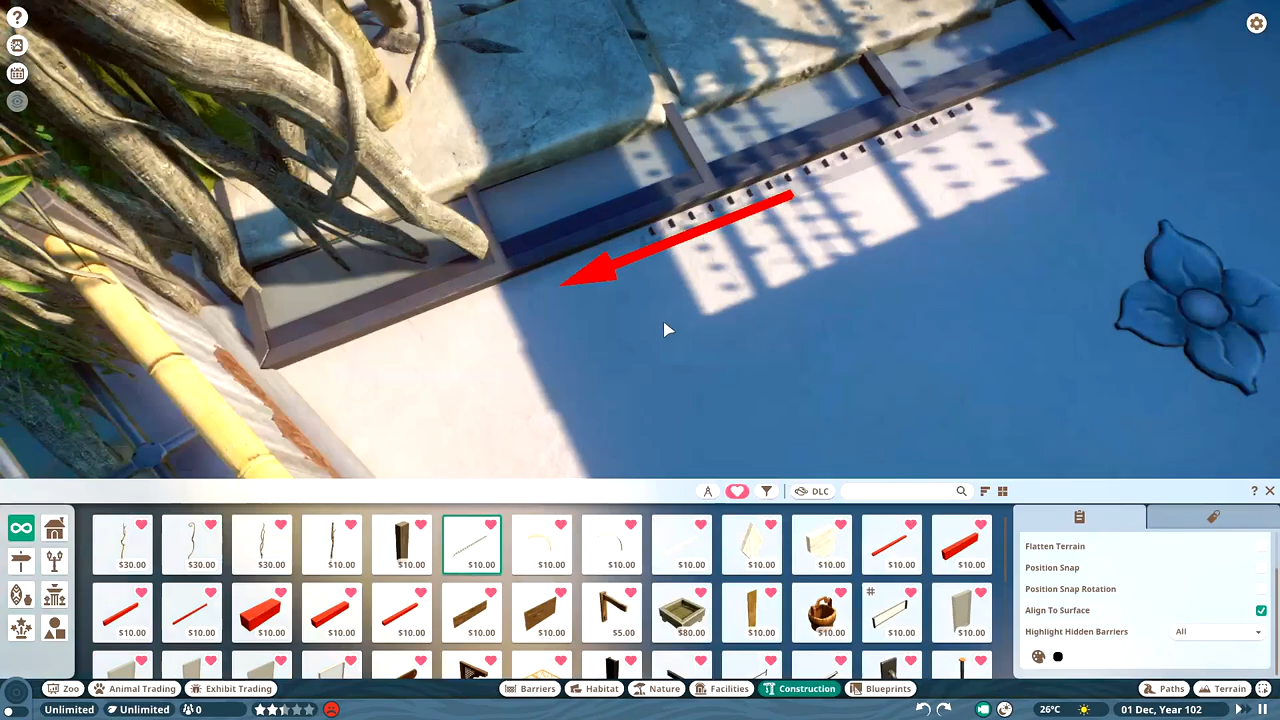 ?
DLC
?
$30.00 $30.00 $30.00 $10.00 $10.00 $10.00 $10.00 $10.00 $10.00 $10.00 $10.00 $10.00 $10.00
$10.00 $10.00 $10.00 $10.00 $10.00 $10.00 $10.00 $5.00 $80.00 $10.00 $10.00 $10.00 $10.00
Flatten Terrain
Position Snap
Position Snap Rotation
Align To Surface
Highlight Hidden Barriers All
Zoo Animal Trading Exhibit Trading Barriers Habitat Nature Facilities Construction Blueprints Paths Terrain
Unlimited Unlimited 0 26°C 01 Dec, Year 102